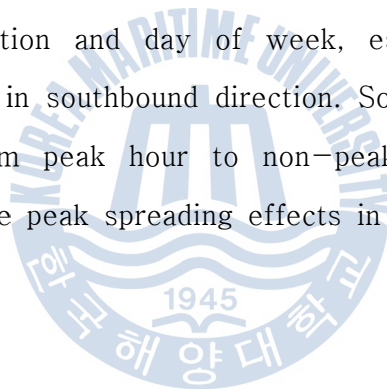 tion and day of week, es
in southbound direction. So
m peak hour to non-peak
e peak spreading effects in
KOREA MARITIME UNIVERSITY
1945
한국해양대학교